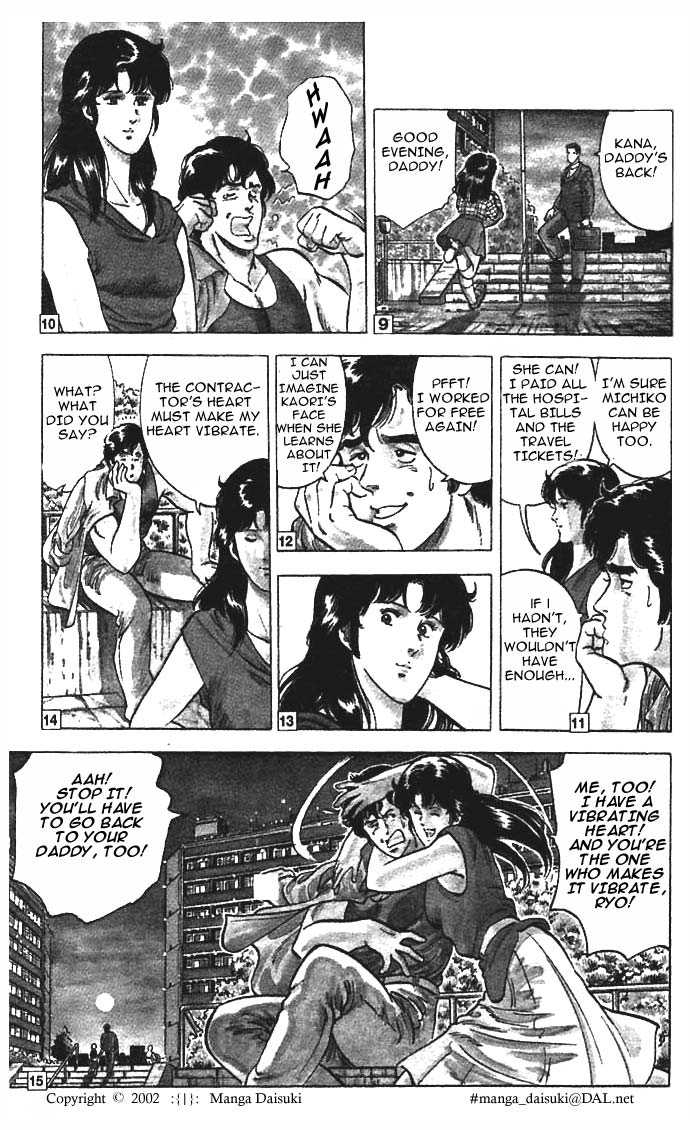 KANA,
DADDY'S
BACK!
GOOD
EVENING,
DADDY!
9
HWAAH
10
I'M SURE
MICHIKO
CAN BE
HAPPY
TOO.
SHE CAN!
I PAID ALL
THE HOSPI-
TAL BILLS
AND THE
TRAVEL
TICKETS!
IF I
HADN'T,
THEY
WOULDN'T
HAVE
ENOUGH...
11
PFFT!
I WORKED
FOR FREE
AGAIN!
I CAN
JUST
IMAGINE
KAORI'S
FACE
WHEN SHE
LEARNS
ABOUT
IT!
12
13
THE CONTRAC-
TOR'S HEART
MUST MAKE MY
HEART VIBRATE.
WHAT?
WHAT
DID YOU
SAY?
14
ME, TOO!
I HAVE A
VIBRATING
HEART!
AND YOU'RE
THE ONE
WHO MAKES
IT VIBRATE,
RYO!
AAH!
STOP IT!
YOU'LL HAVE
TO GO BACK
TO YOUR
DADDY, TOO!
15
Copyright © 2002 :{|}: Manga Daisuki #manga_daisuki@DAL.net